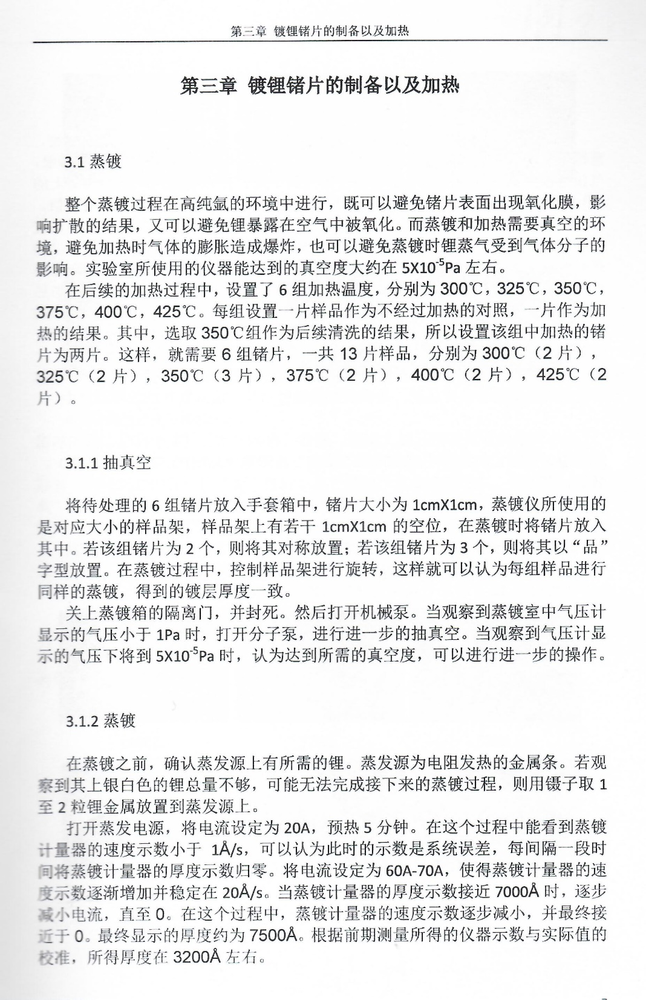 第三章 镀锂锗片的制备以及加热
第三章 镀锂锗片的制备以及加热
3.1 蒸镀
整个蒸镀过程在高纯氩的环境中进行，既可以避免锗片表面出现氧化膜，影
响扩散的结果，又可以避免锂暴露在空气中被氧化。而蒸镀和加热需要真空的环
境，避免加热时气体的膨胀造成爆炸，也可以避免蒸镀时锂蒸气受到气体分子的
影响。实验室所使用的仪器能达到的真空度大约在 5X10⁻⁵Pa 左右。
在后续的加热过程中，设置了 6 组加热温度，分别为 300℃，325℃，350℃，
375℃，400℃，425℃。每组设置一片样品作为不经过加热的对照，一片作为加
热的结果。其中，选取 350℃组作为后续清洗的结果，所以设置该组中加热的锗
片为两片。这样，就需要 6 组锗片，一共 13 片样品，分别为 300℃（2 片），
325℃（2 片），350℃（3 片），375℃（2 片），400℃（2 片），425℃（2
片）。
3.1.1 抽真空
将待处理的 6 组锗片放入手套箱中，锗片大小为 1cmX1cm，蒸镀仪所使用的
是对应大小的样品架，样品架上有若干 1cmX1cm 的空位，在蒸镀时将锗片放入
其中。若该组锗片为 2 个，则将其对称放置；若该组锗片为 3 个，则将其以“品”
字型放置。在蒸镀过程中，控制样品架进行旋转，这样就可以认为每组样品进行
同样的蒸镀，得到的镀层厚度一致。
关上蒸镀箱的隔离门，并封死。然后打开机械泵。当观察到蒸镀室中气压计
显示的气压小于 1Pa 时，打开分子泵，进行进一步的抽真空。当观察到气压计显
示的气压下将到 5X10⁻⁵Pa 时，认为达到所需的真空度，可以进行进一步的操作。
3.1.2 蒸镀
在蒸镀之前，确认蒸发源上有所需的锂。蒸发源为电阻发热的金属条。若观
察到其上银白色的锂总量不够，可能无法完成接下来的蒸镀过程，则用镊子取 1
至 2 粒锂金属放置到蒸发源上。
打开蒸发电源，将电流设定为 20A，预热 5 分钟。在这个过程中能看到蒸镀
计量器的速度示数小于 1Å/s，可以认为此时的示数是系统误差，每间隔一段时
间将蒸镀计量器的厚度示数归零。将电流设定为 60A-70A，使得蒸镀计量器的速
度示数逐渐增加并稳定在 20Å/s。当蒸镀计量器的厚度示数接近 7000Å 时，逐步
减小电流，直至 0。在这个过程中，蒸镀计量器的速度示数逐步减小，并最终接
近于 0。最终显示的厚度约为 7500Å。根据前期测量所得的仪器示数与实际值的
校准，所得厚度在 3200Å 左右。